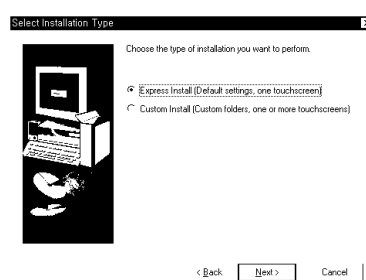 Select Installation Type
Choose the type of installation you want to perform.
Express Install (Default settings, one touchscreen)
Custom Install (Custom folders, one or more touchscreens)
< Back
Next >
Cancel